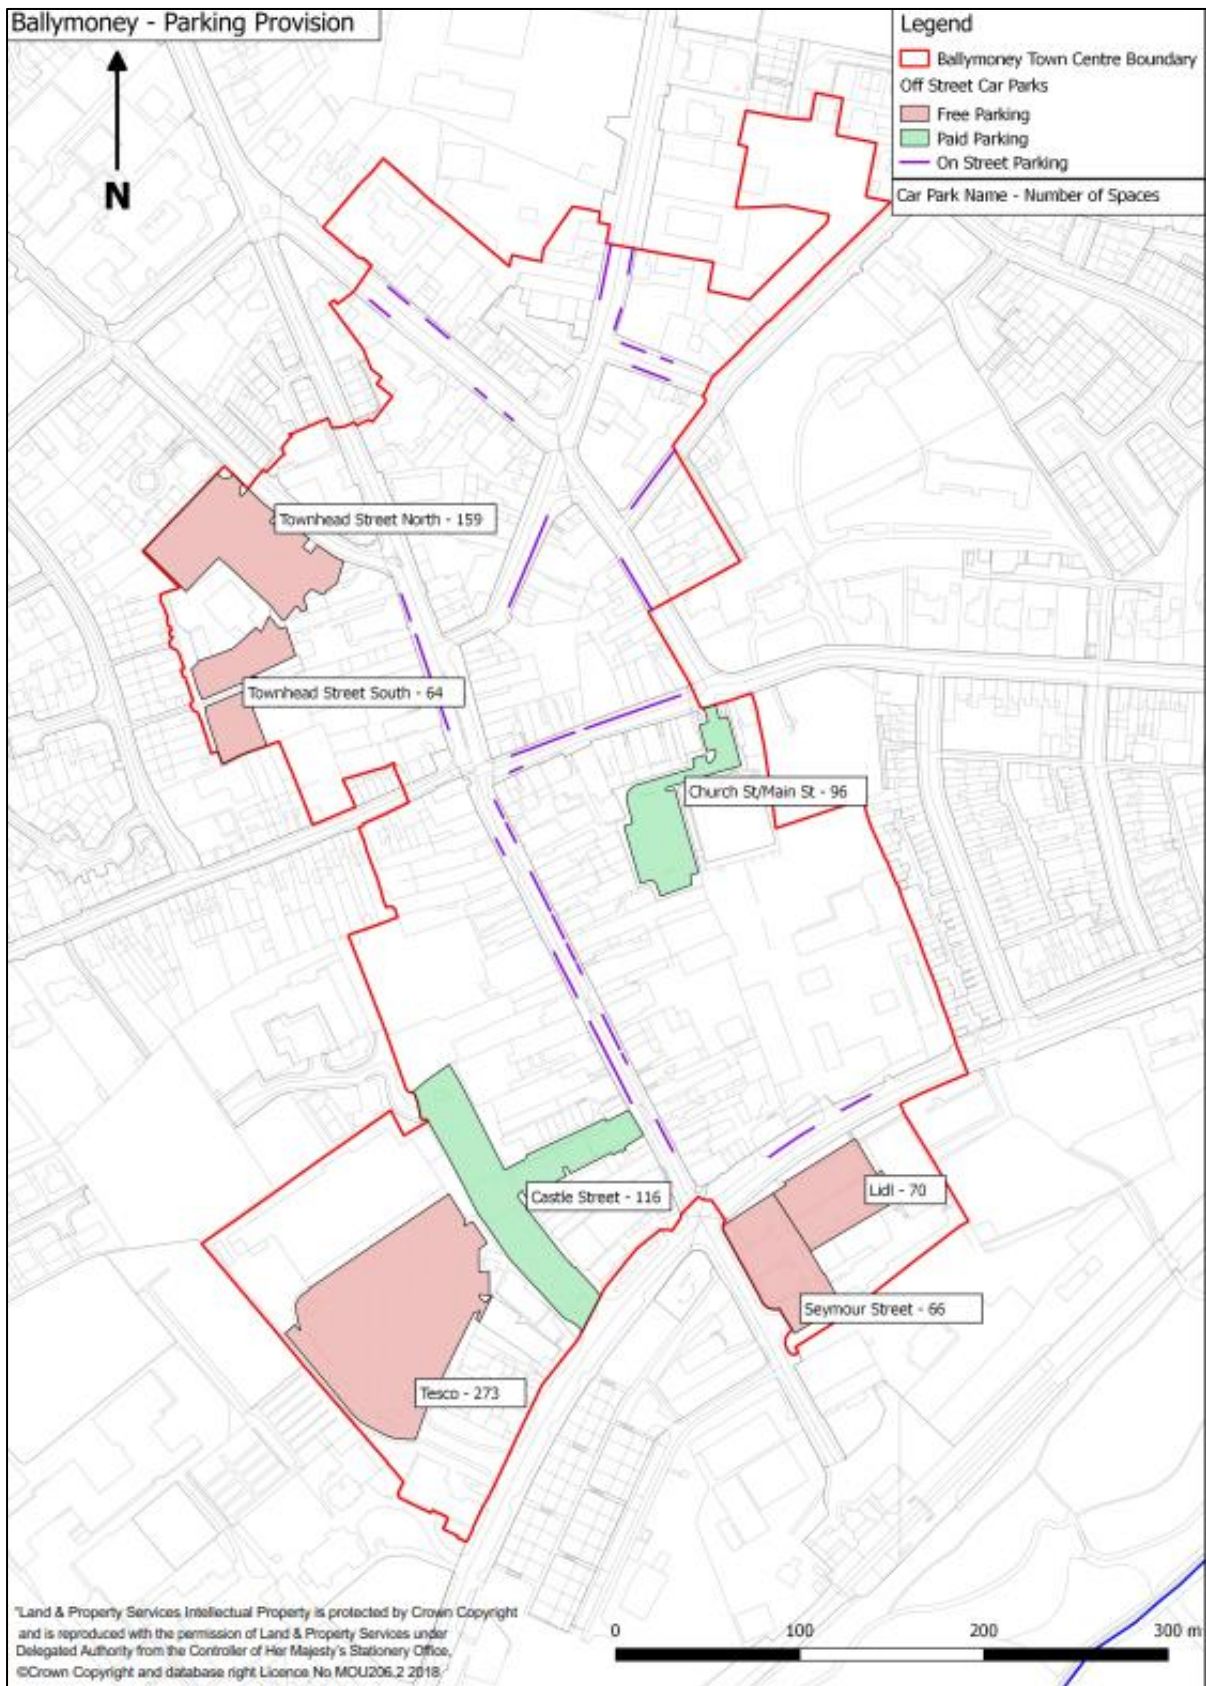 Ballymoney - Parking Provision
N
Legend
Ballymoney Town Centre Boundary
Off Street Car Parks
Free Parking
Paid Parking
On Street Parking
Car Park Name - Number of Spaces
Townhead Street North - 159
Townhead Street South - 64
Church St/Main St - 96
Castle Street - 116
Lidl - 70
Seymour Street - 66
Tesco - 273
"Land & Property Services Intellectual Property is protected by Crown Copyright
and is reproduced with the permission of Land & Property Services under
Delegated Authority from the Controller of Her Majesty's Stationery Office,
©Crown Copyright and database right Licence No MOU206.2 2018
0 100 200 300 m